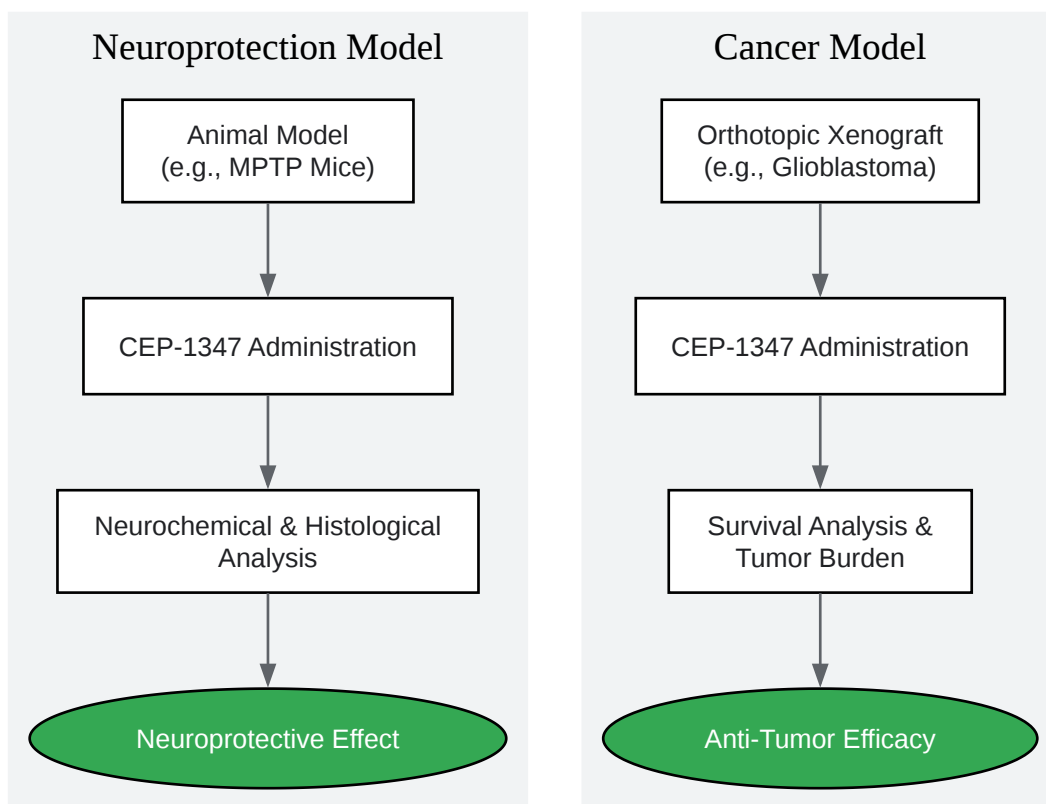 Neuroprotection Model
Animal Model
(e.g., MPTP Mice)
CEP-1347 Administration
Neurochemical & Histological
Analysis
Neuroprotective Effect
Cancer Model
Orthotopic Xenograft
(e.g., Glioblastoma)
CEP-1347 Administration
Survival Analysis &
Tumor Burden
Anti-Tumor Efficacy